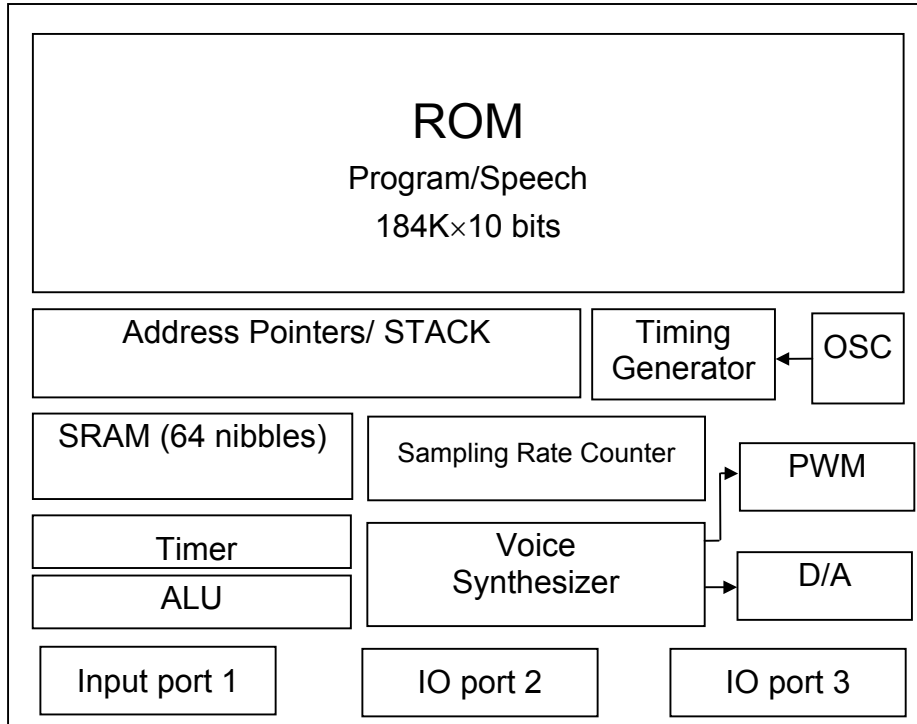 ROM
Program/Speech
184K×10 bits
Address Pointers/ STACK
Timing
Generator
OSC
SRAM (64 nibbles)
Sampling Rate Counter
PWM
Timer
Voice
Synthesizer
D/A
ALU
Input port 1
IO port 2
IO port 3